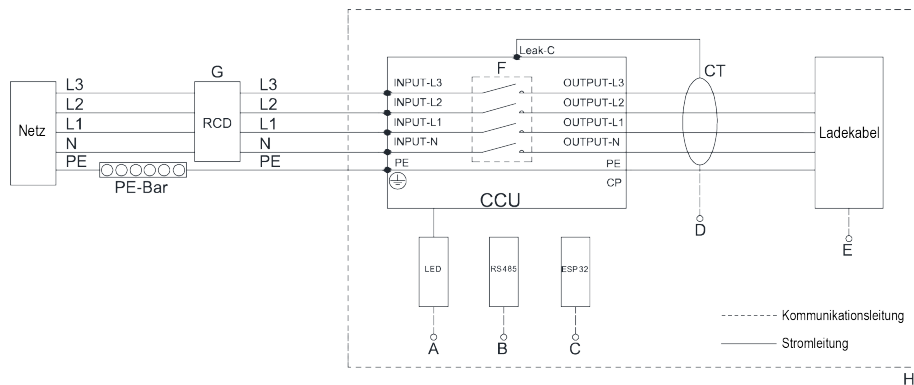 Leak-C
G
F
CT
L3
L3
INPUT-L3
OUTPUT-L3
L2
L2
INPUT-L2
OUTPUT-L2
Netz
L1
RCD
L1
INPUT-L1
OUTPUT-L1
Ladekabel
N
N
INPUT-N
OUTPUT-N
PE
PE
PE
PE
PE-Bar
CP
CCU
D
E
LED
RS485
ESP32
A
B
C
Kommunikationsleitung
Stromleitung
H